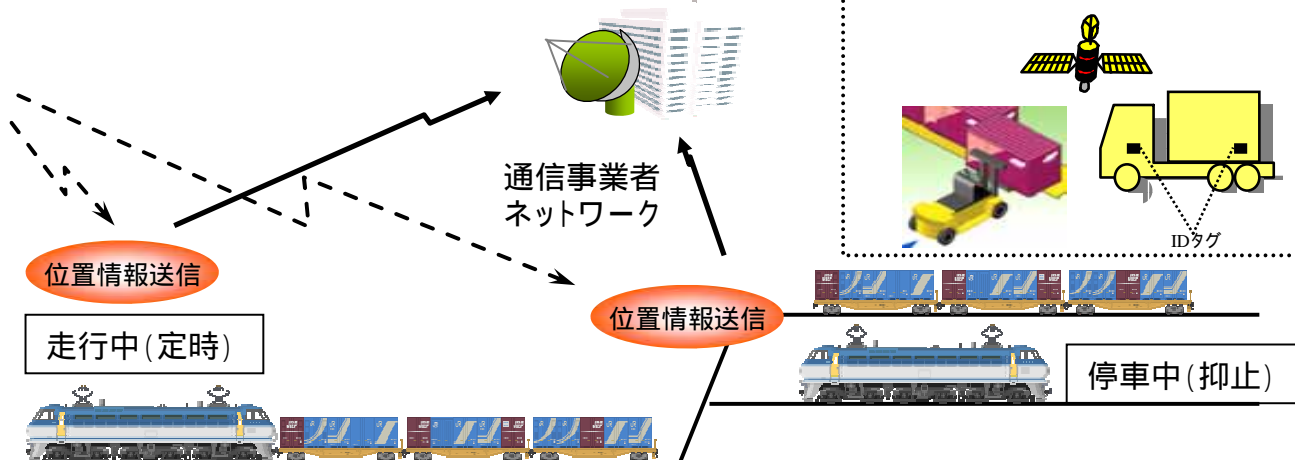 通信事業者
ネットワーク
IDタグ
位置情報送信
位置情報送信
走行中(定時)
停車中(抑止)